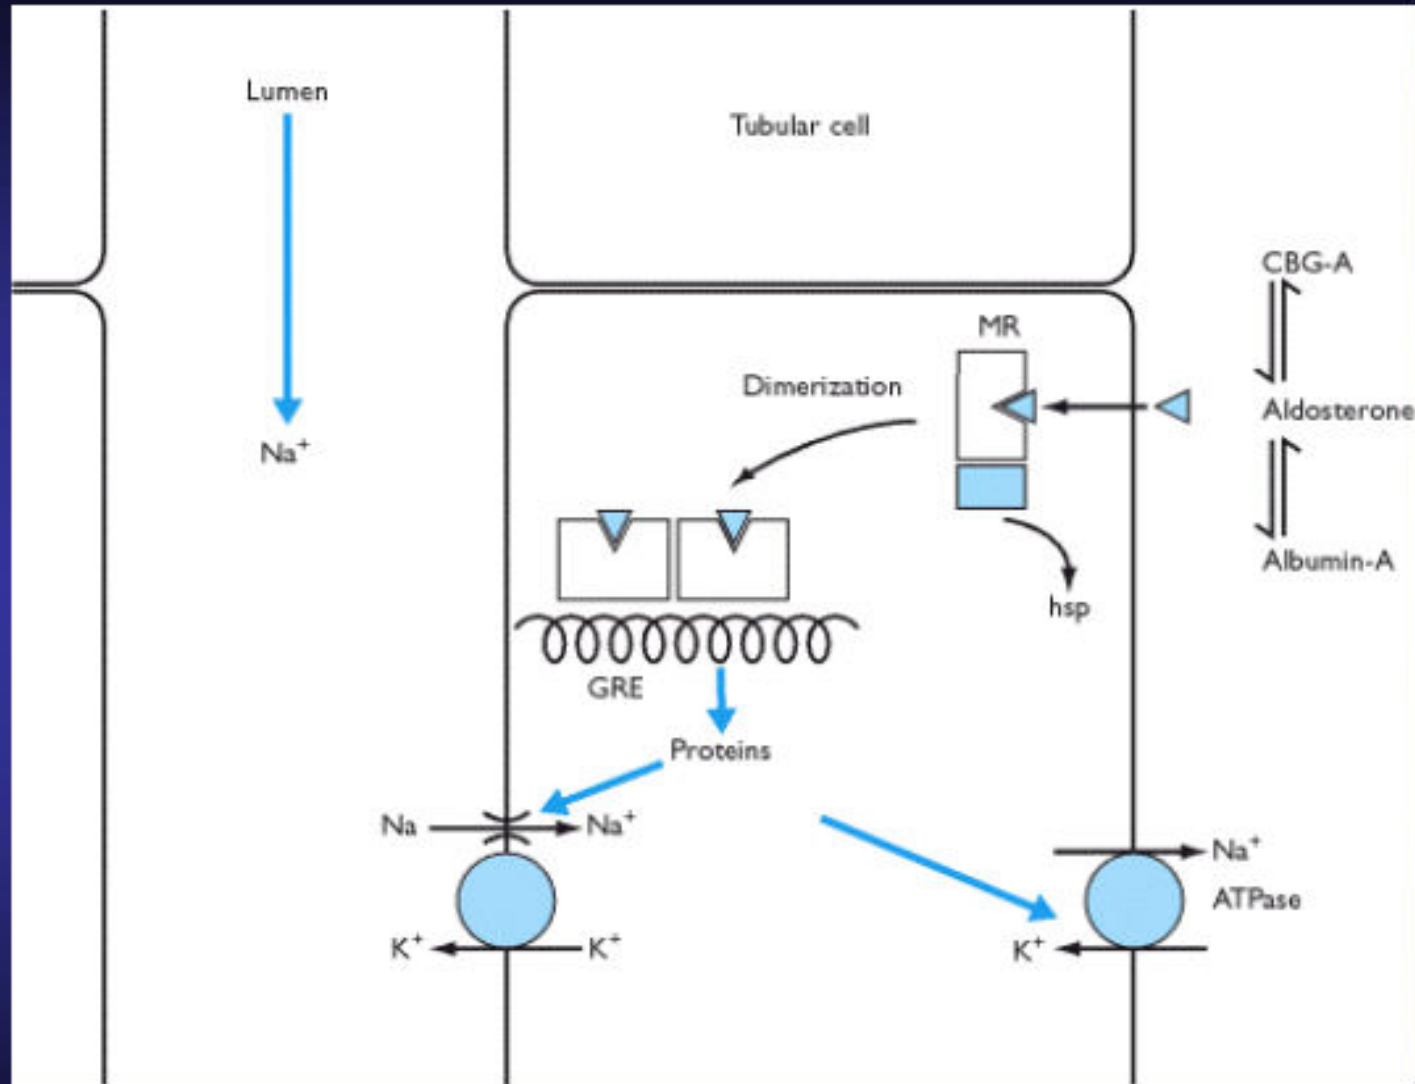 Lumen
Tubular cell
CBG-A
MR
Dimerization
Aldosterone
Na⁺
Albumin-A
hsp
GRE
Proteins
Na
Na⁺
Na⁺
ATPase
K⁺
K⁺
K⁺